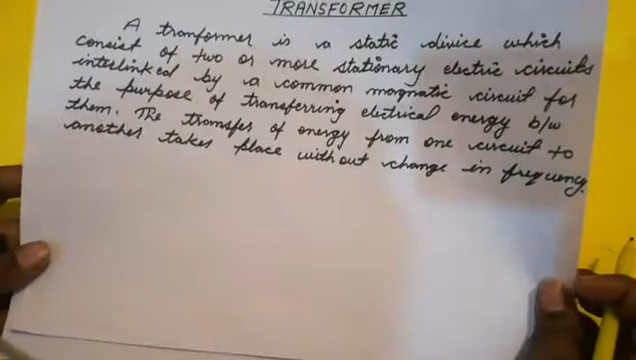 TRANSFORMER
A tranformer is a static divice which
consist of two or more stationary electric circuits
interlinked by a common magnatic circuit for
the purpose of transferring electrical energy b/w
them. The transfer of energy from one circuit to
another takes place without change in frequency.